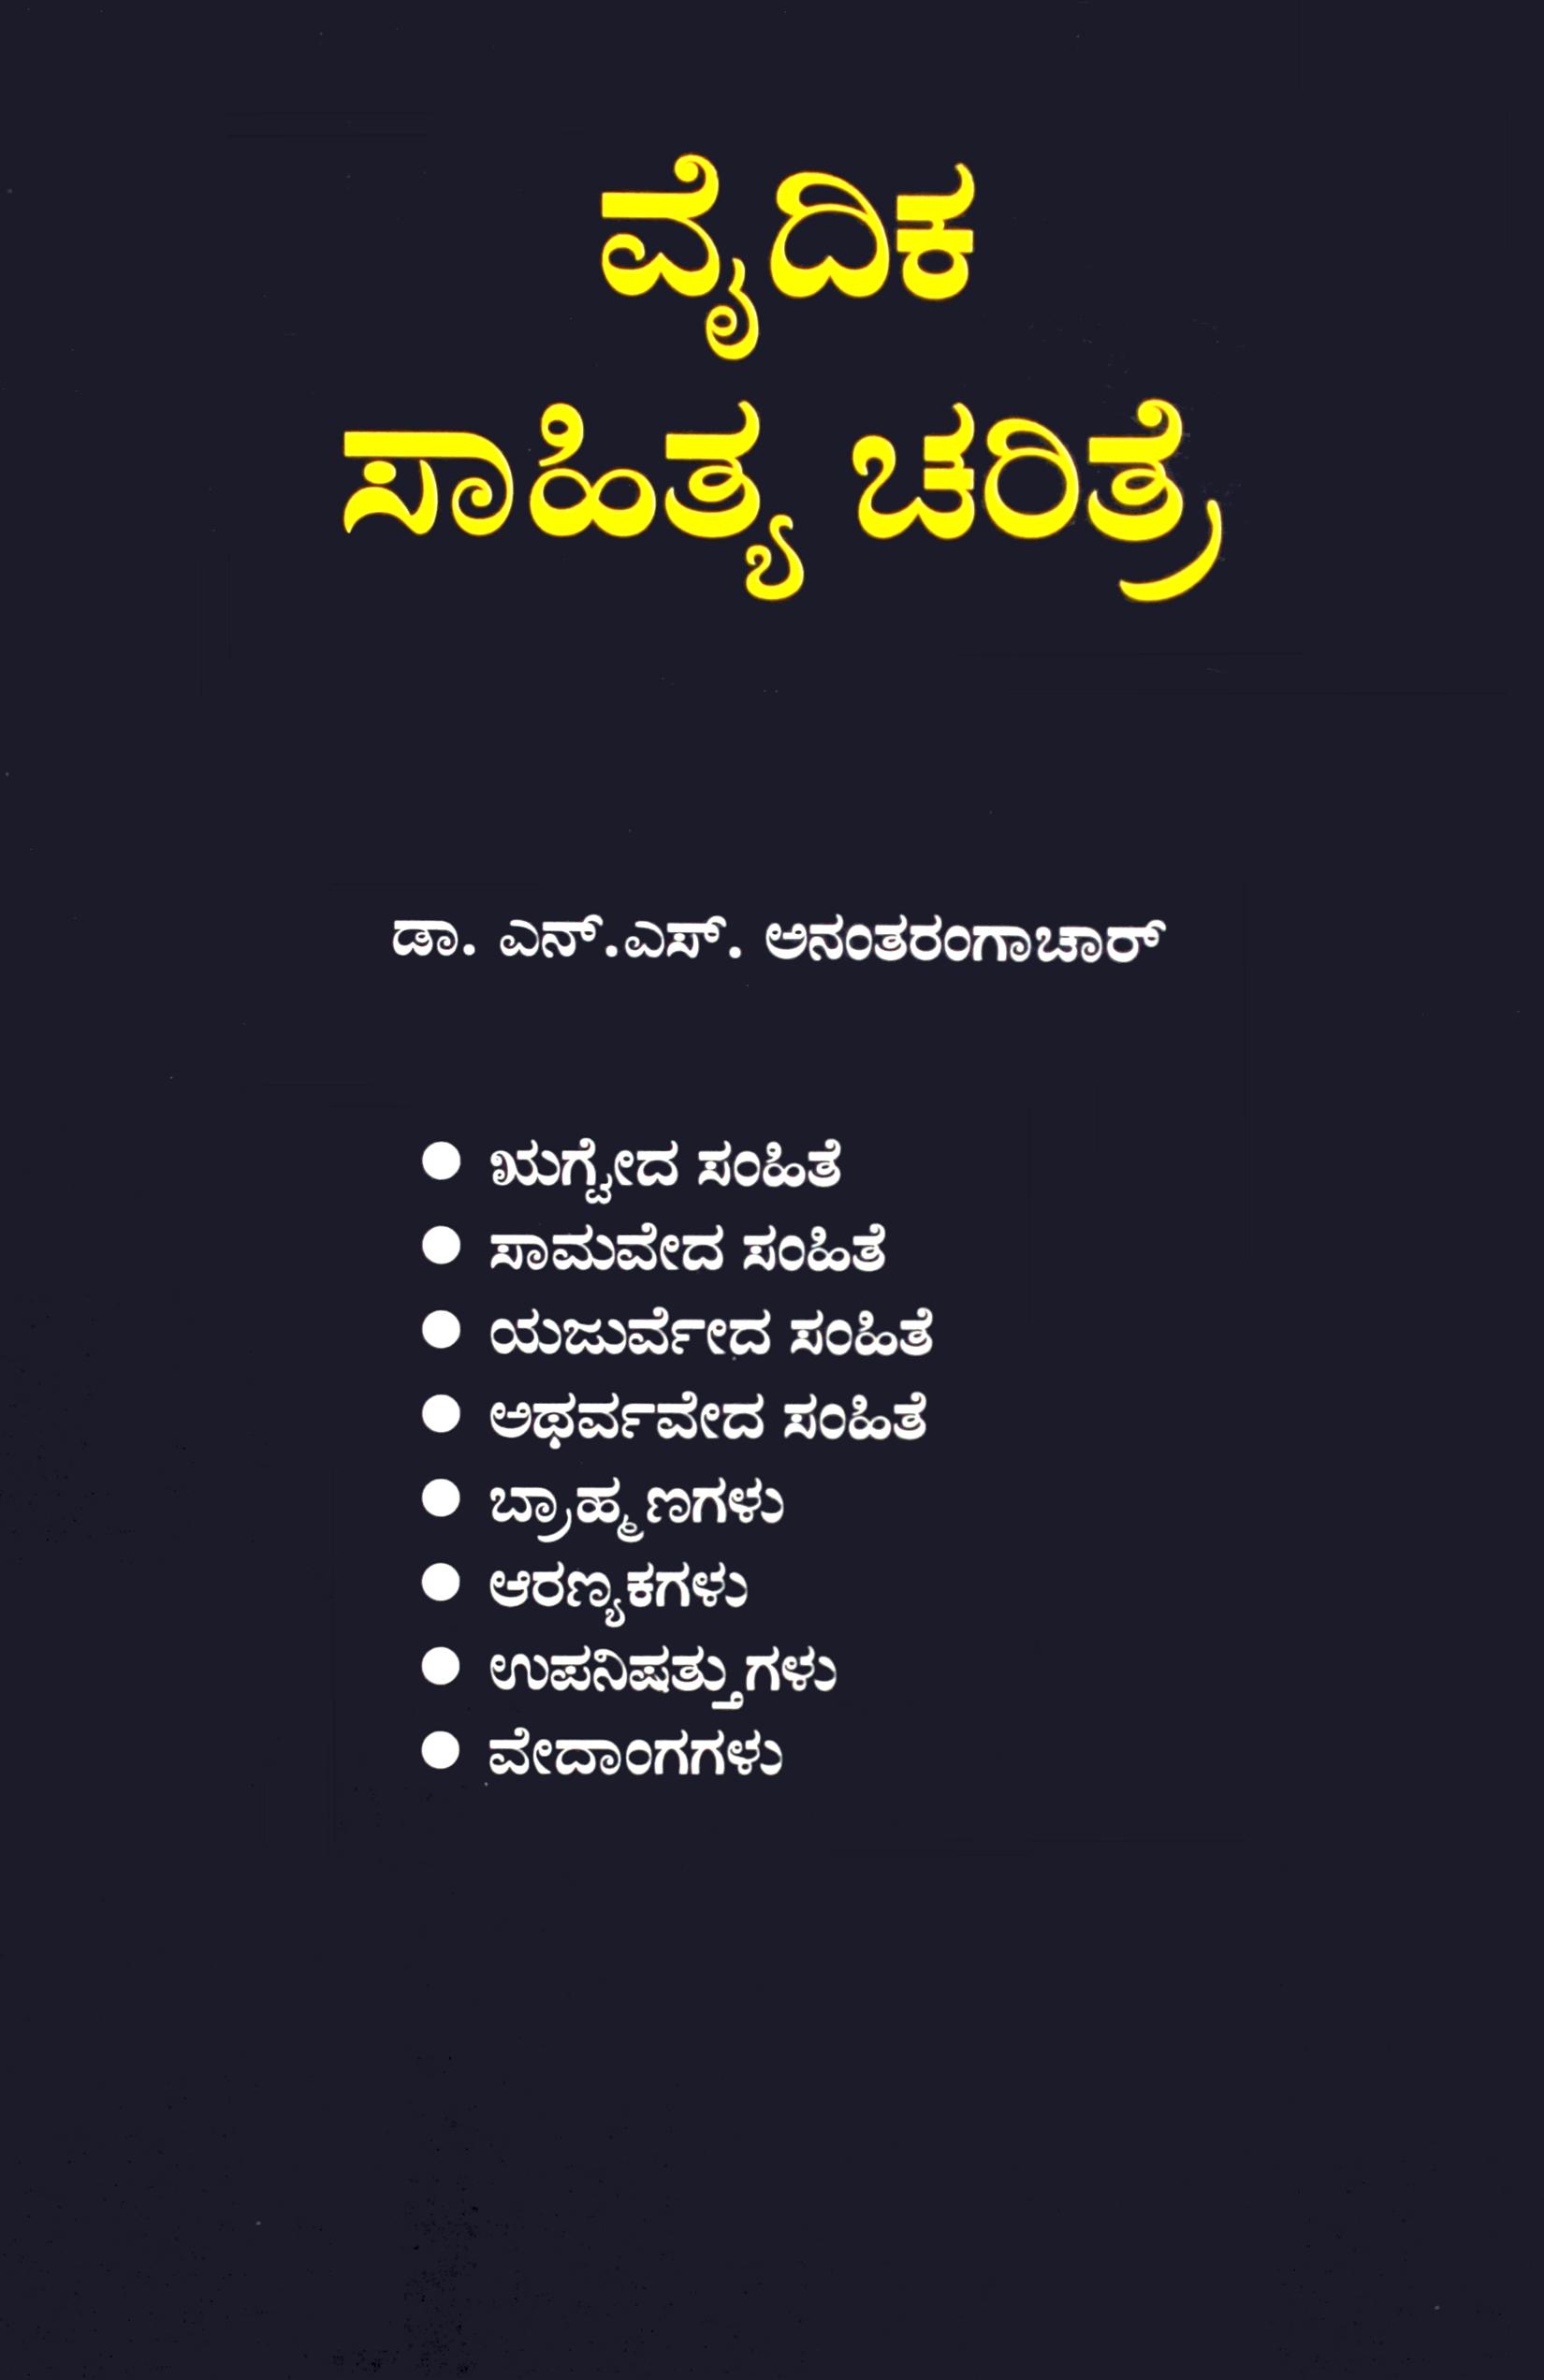 ವೈದಿಕ
ಸಾಹಿತ್ಯ ಚರಿತ್ರೆ
ಡಾ. ಎನ್.ಎಸ್. ಅನಂತರಂಗಾಚಾರ್
● ಋಗ್ವೇದ ಸಂಹಿತೆ
● ಸಾಮವೇದ ಸಂಹಿತೆ
● ಯಜುರ್ವೇದ ಸಂಹಿತೆ
● ಅಥರ್ವವೇದ ಸಂಹಿತೆ
● ಬ್ರಾಹ್ಮಣಗಳು
● ಆರಣ್ಯಕಗಳು
● ಉಪನಿಷತ್ತುಗಳು
● ವೇದಾಂಗಗಳು